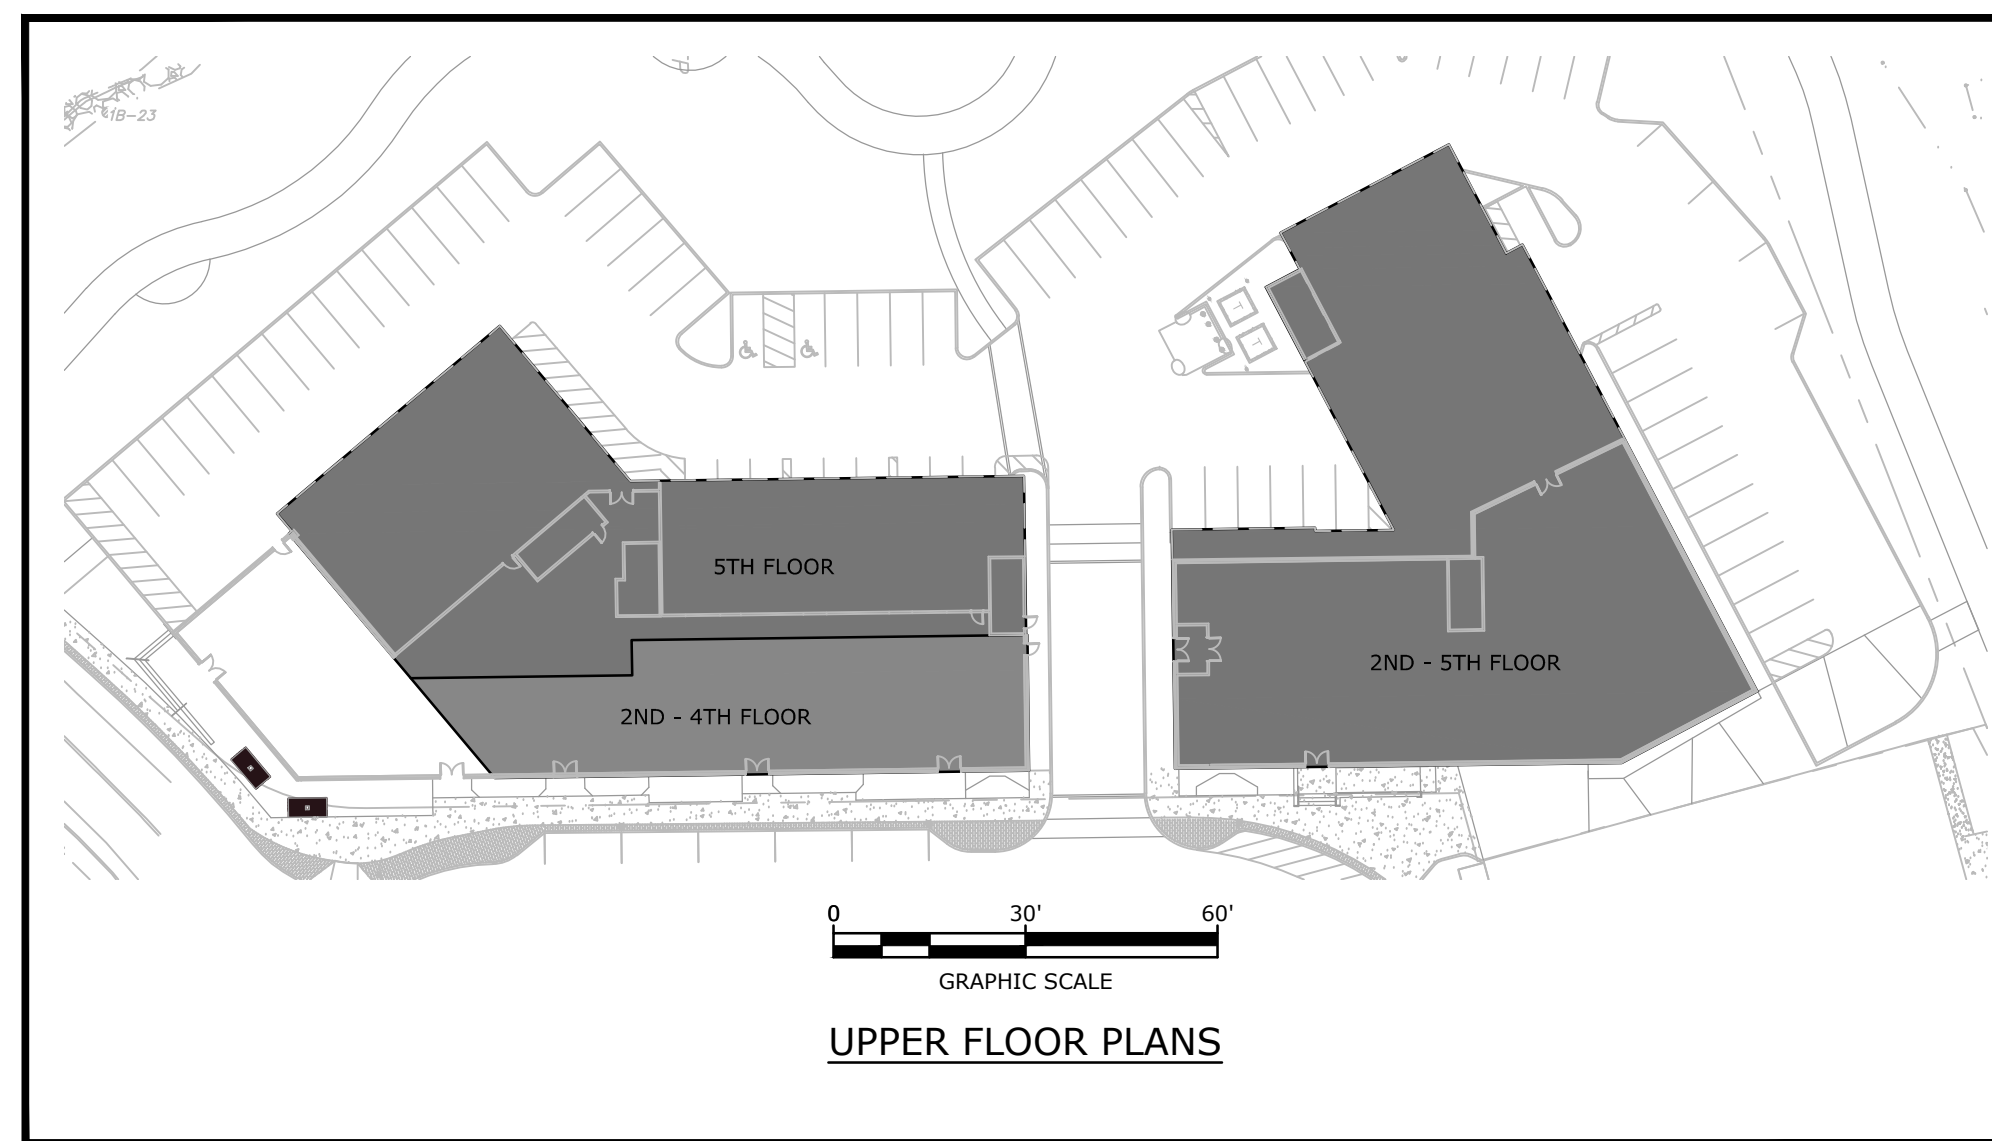 1B-23
P
5TH FLOOR
2ND - 5TH FLOOR
2ND - 4TH FLOOR
0 30' 60'
GRAPHIC SCALE
UPPER FLOOR PLANS